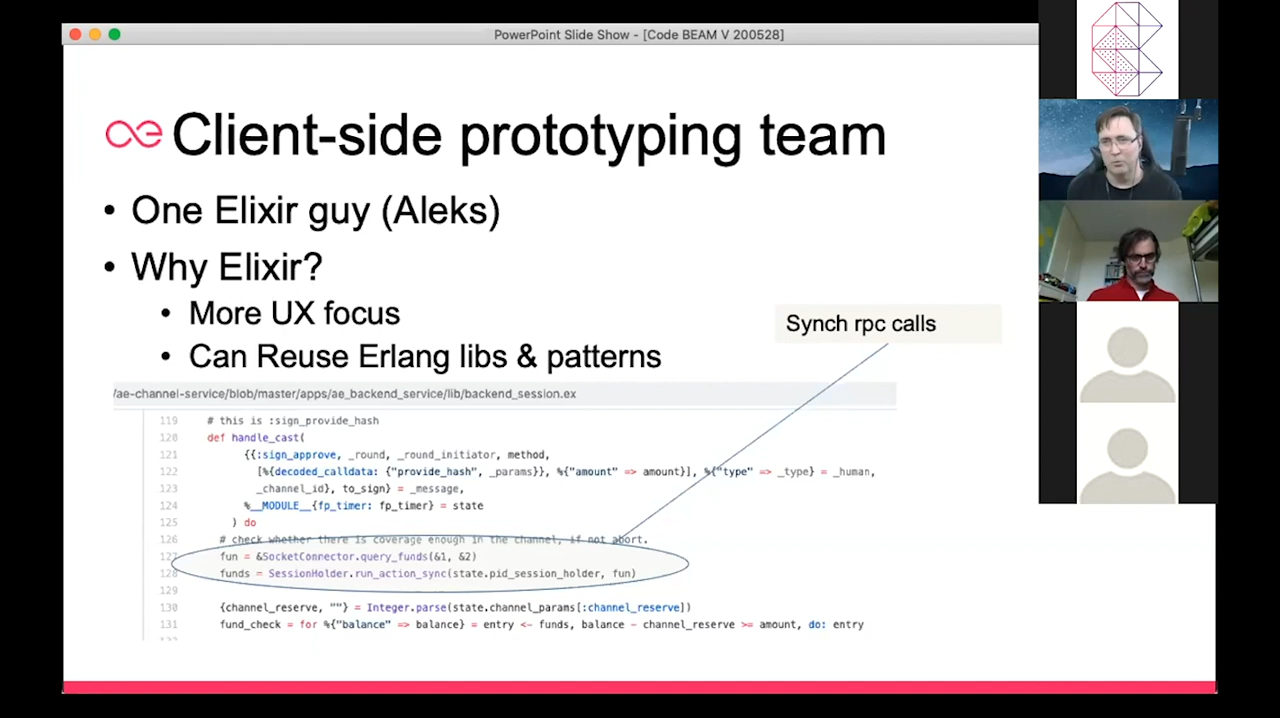 PowerPoint Slide Show - [Code BEAM V 200528]
Client-side prototyping team
• One Elixir guy (Aleks)
• Why Elixir?
• More UX focus
• Can Reuse Erlang libs & patterns
Synch rpc calls
/ae-channel-service/blob/master/apps/ae_backend_service/lib/backend_session.ex
119 # this is :sign_provide_hash
120 def handle_cast(
121 {{:sign_approve, _round, _round_initiator, method,
122 [%{decoded_calldata: {"provide_hash", _params}}, %{"amount" => amount}], %{"type" => _type} = _human,
123 _channel_id}, to_sign} = _message,
124 %__MODULE__{fp_timer: fp_timer} = state
125 ) do
126 # check whether there is coverage enough in the channel, if not abort.
127 fun = &SocketConnector.query_funds(&1, &2)
128 funds = SessionHolder.run_action_sync(state.pid_session_holder, fun)
129
130 {channel_reserve, ""} = Integer.parse(state.channel_params[:channel_reserve])
131 fund_check = for %{"balance" => balance} = entry <- funds, balance - channel_reserve >= amount, do: entry